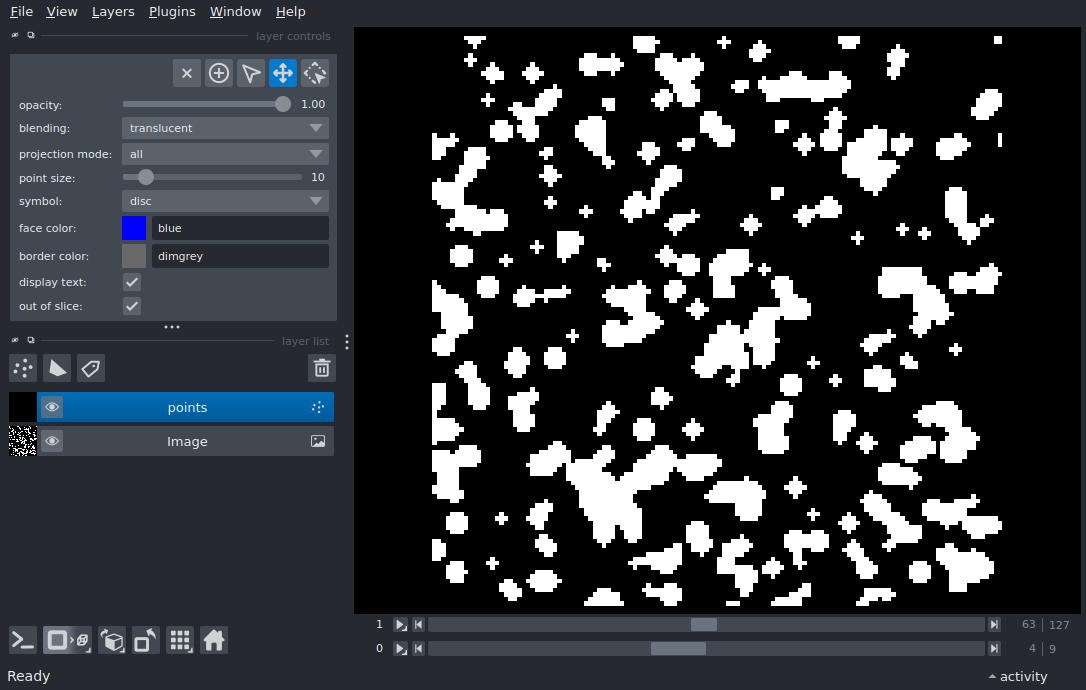 File View Layers Plugins Window Help
layer controls
opacity: 1.00
blending: translucent
projection mode: all
point size: 10
symbol: disc
face color: blue
border color: dimgrey
display text:
out of slice:
layer list
points
Image
1 63 127
0 4 9
Ready activity